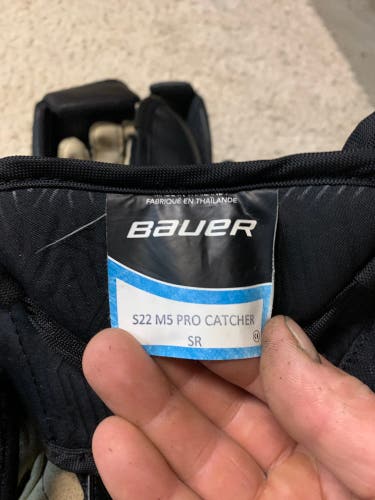 FABRIQUÉ EN THAÏLANDE
BAUER
S22 M5 PRO CATCHER
SR